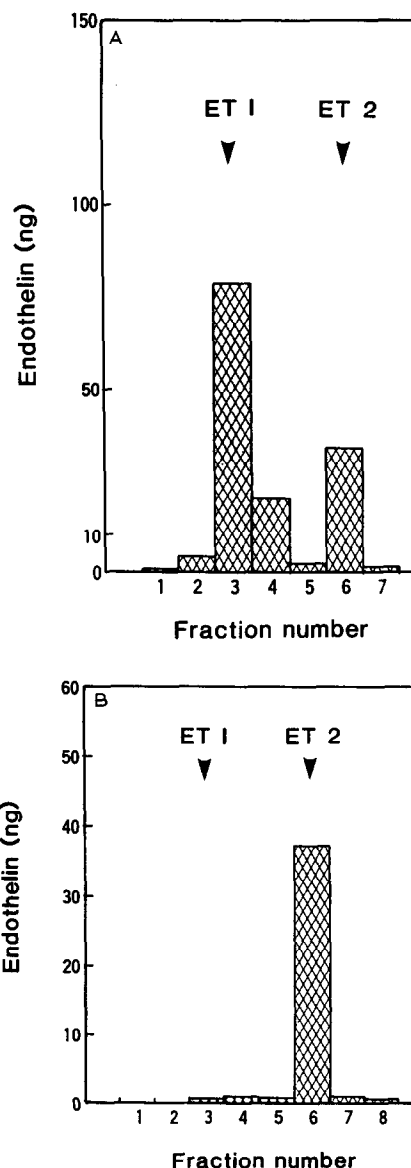 A
150
ET 1 ET 2
100
Endothelin (ng)
50
10
0
1 2 3 4 5 6 7
Fraction number
B
60
ET 1 ET 2
50
40
Endothelin (ng)
30
20
10
0
1 2 3 4 5 6 7 8
Fraction number